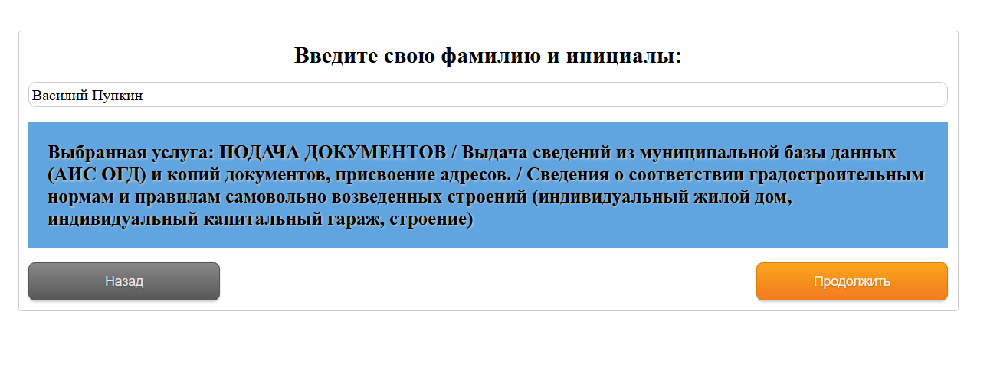 Введите свою фамилию и инициалы:
Василий Пупкин
Выбранная услуга: ПОДАЧА ДОКУМЕНТОВ / Выдача сведений из муниципальной базы данных
(АИС ОГД) и копий документов, присвоение адресов. / Сведения о соответствии градостроительным
нормам и правилам самовольно возведенных строений (индивидуальный жилой дом,
индивидуальный капитальный гараж, строение)
Назад
Продолжить